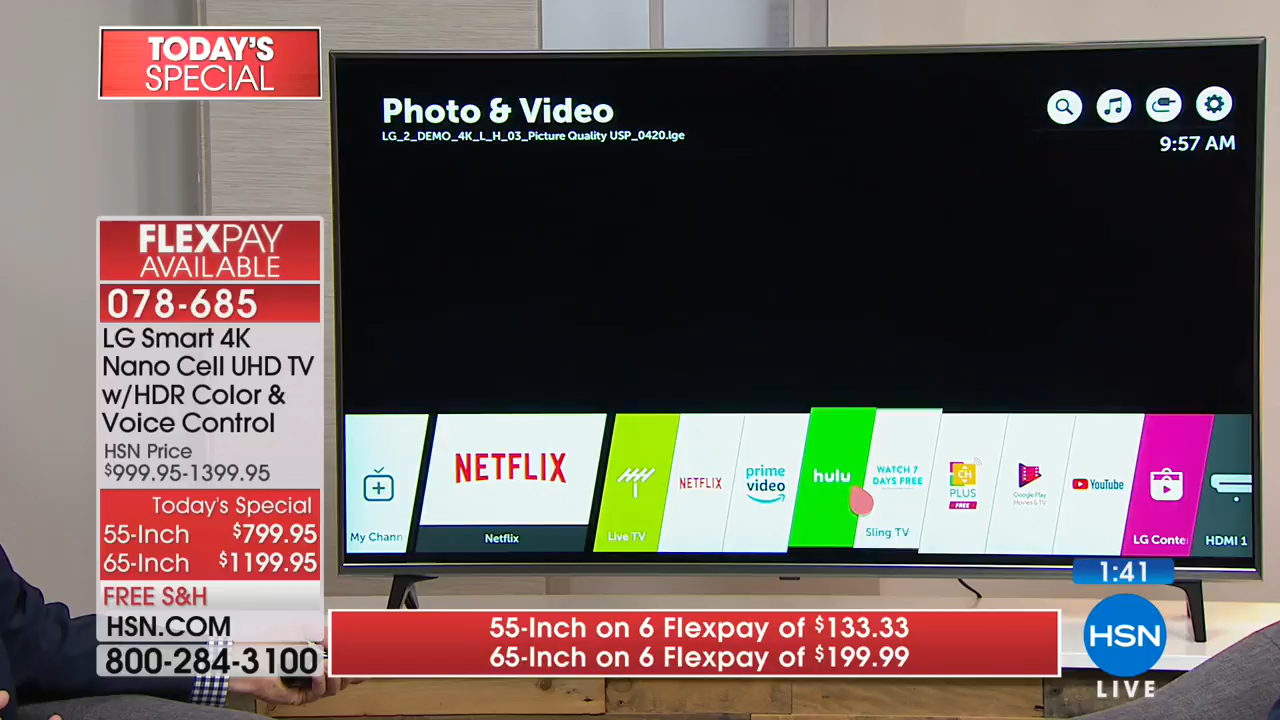 TODAY'S
SPECIAL
FLEXPAY
AVAILABLE
078-685
LG Smart 4K
Nano Cell UHD TV
w/HDR Color &
Voice Control
HSN Price
$999.95-1399.95
Today's Special
55-Inch $799.95
65-Inch $1199.95
FREE S&H
HSN.COM
800-284-3100
Photo & Video
LG_2_DEMO_4K_L_H_03_Picture Quality USP_0420.lge
9:57 AM
My Chann
NETFLIX
Netflix
Live TV
NETFLIX
prime
video
hulu
WATCH 7
DAYS FREE
Sling TV
CH
PLUS
FREE
Google Play
Movies & TV
YouTube
LG Conte
HDMI 1
55-Inch on 6 Flexpay of $133.33
65-Inch on 6 Flexpay of $199.99
1:41
HSN
LIVE